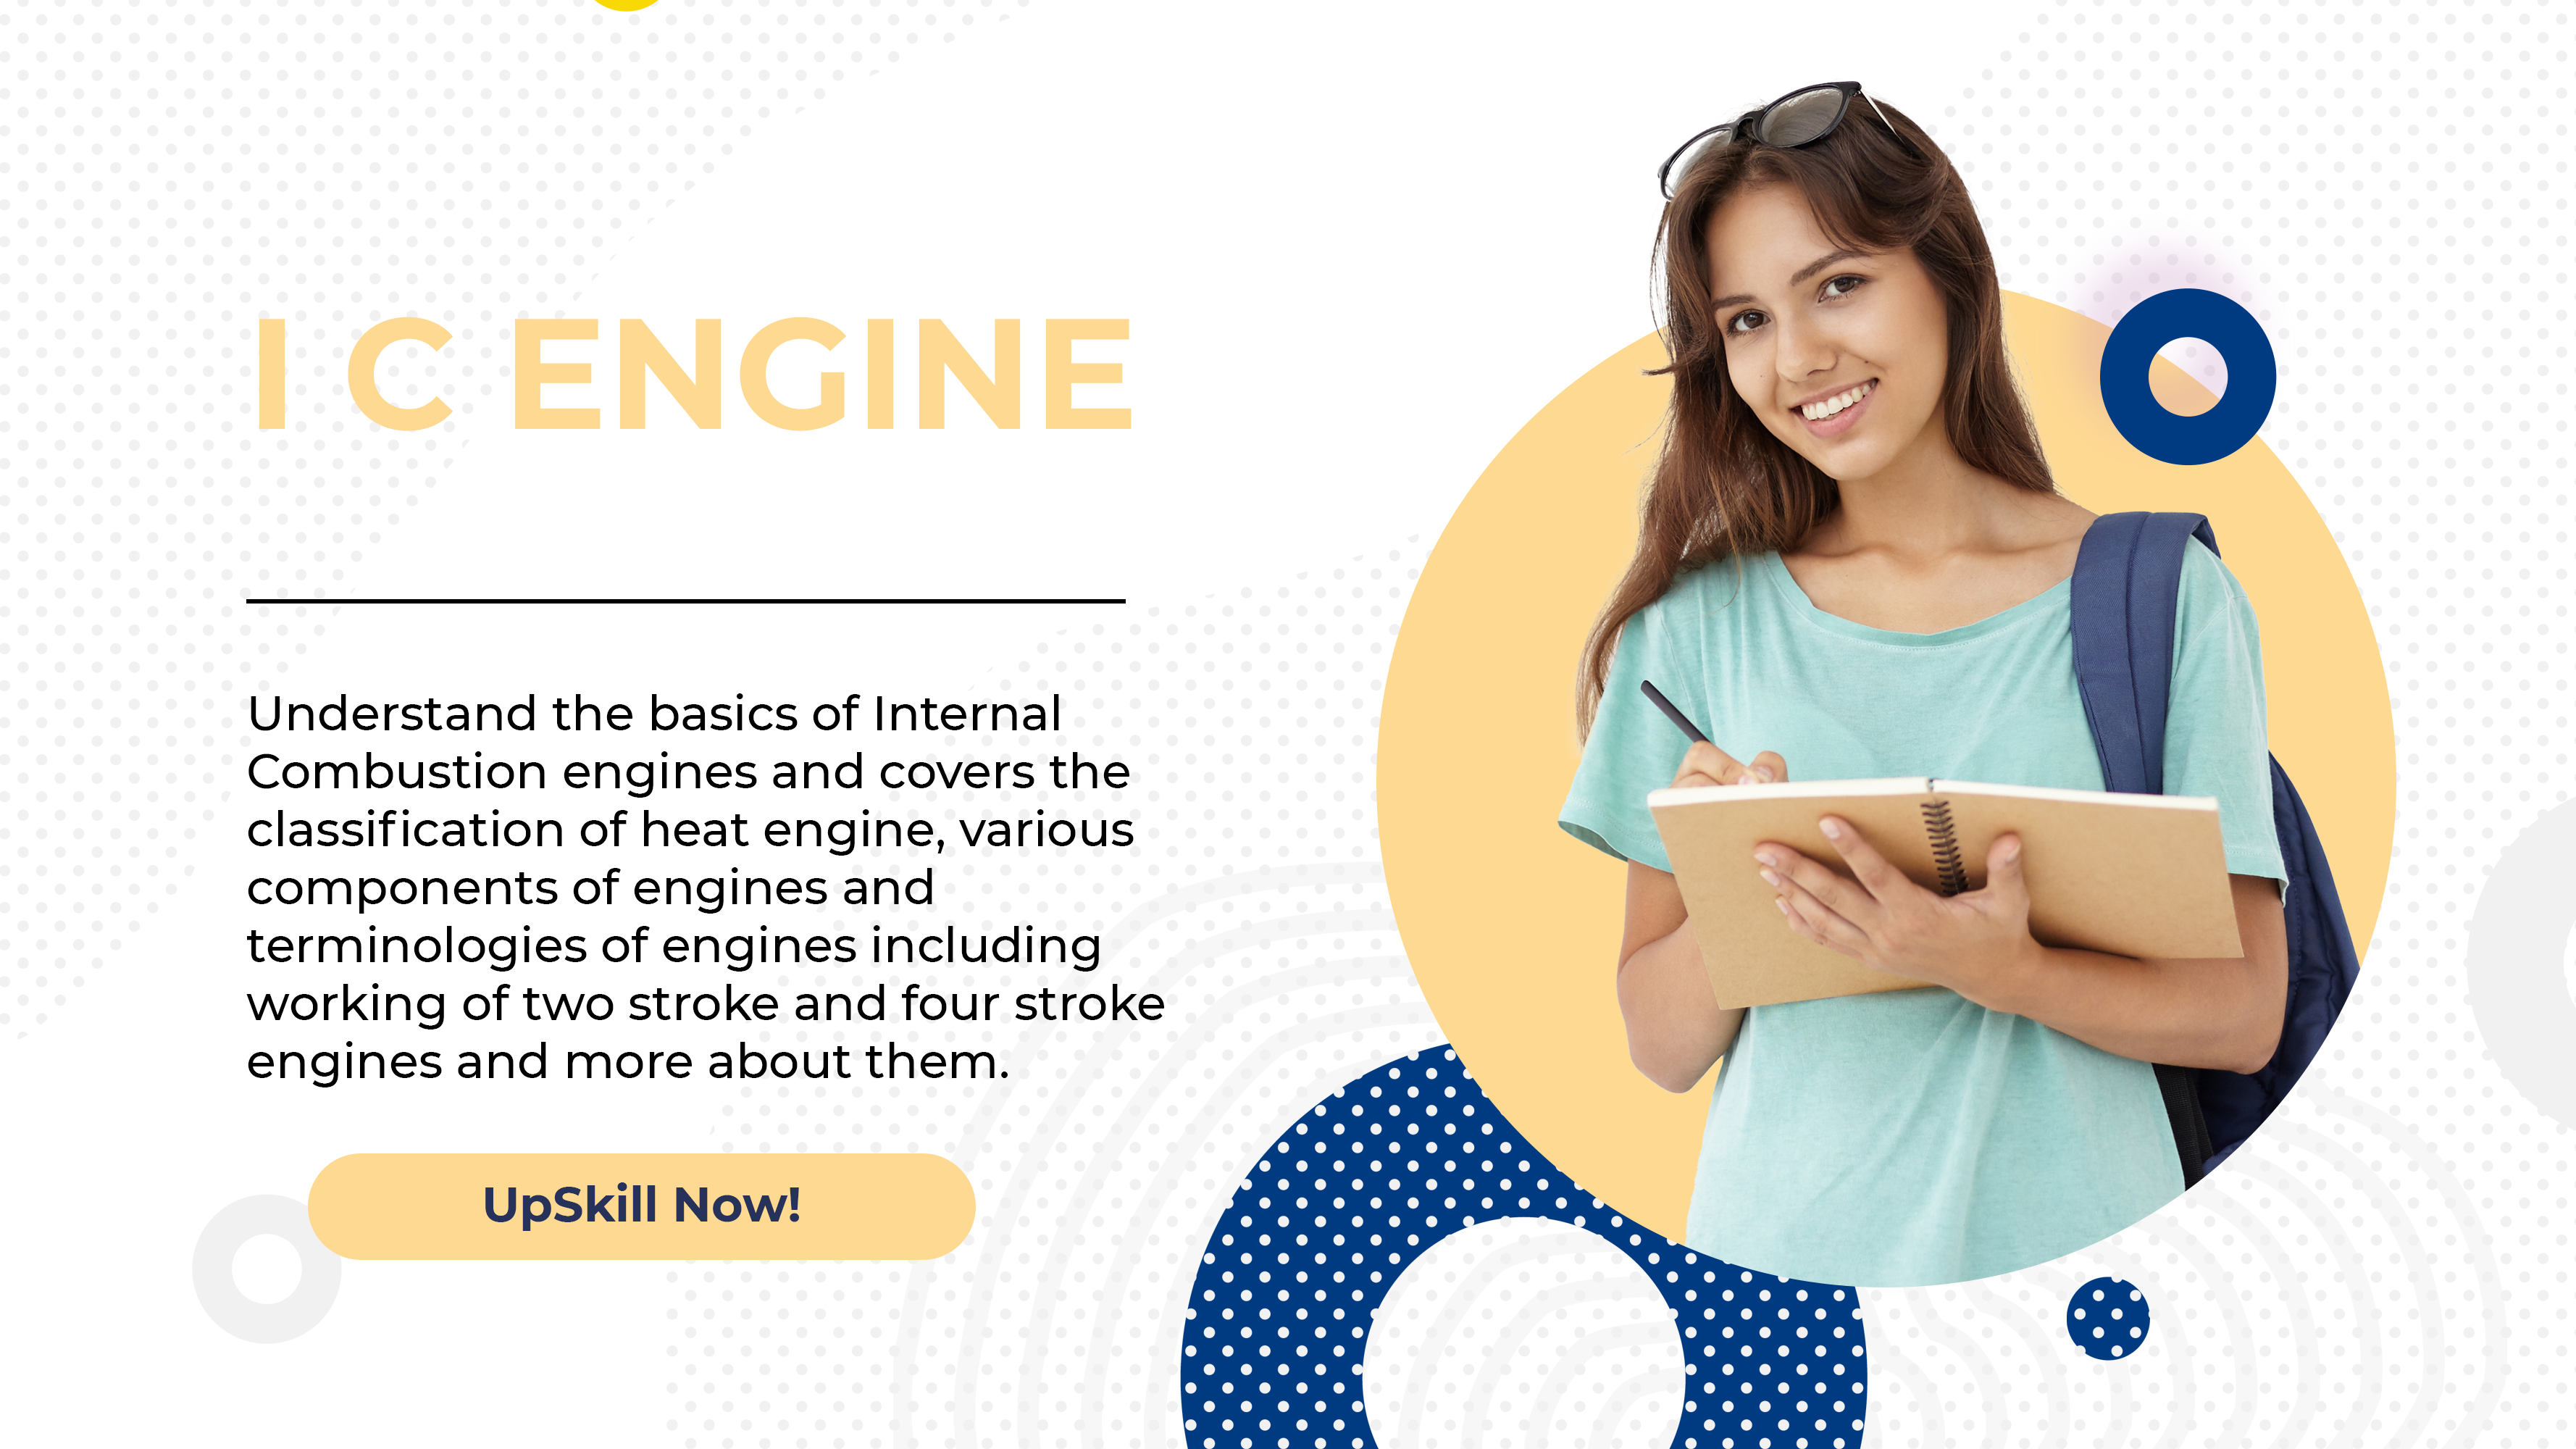 I C ENGINE
Understand the basics of Internal
Combustion engines and covers the
classification of heat engine, various
components of engines and
terminologies of engines including
working of two stroke and four stroke
engines and more about them.
UpSkill Now!